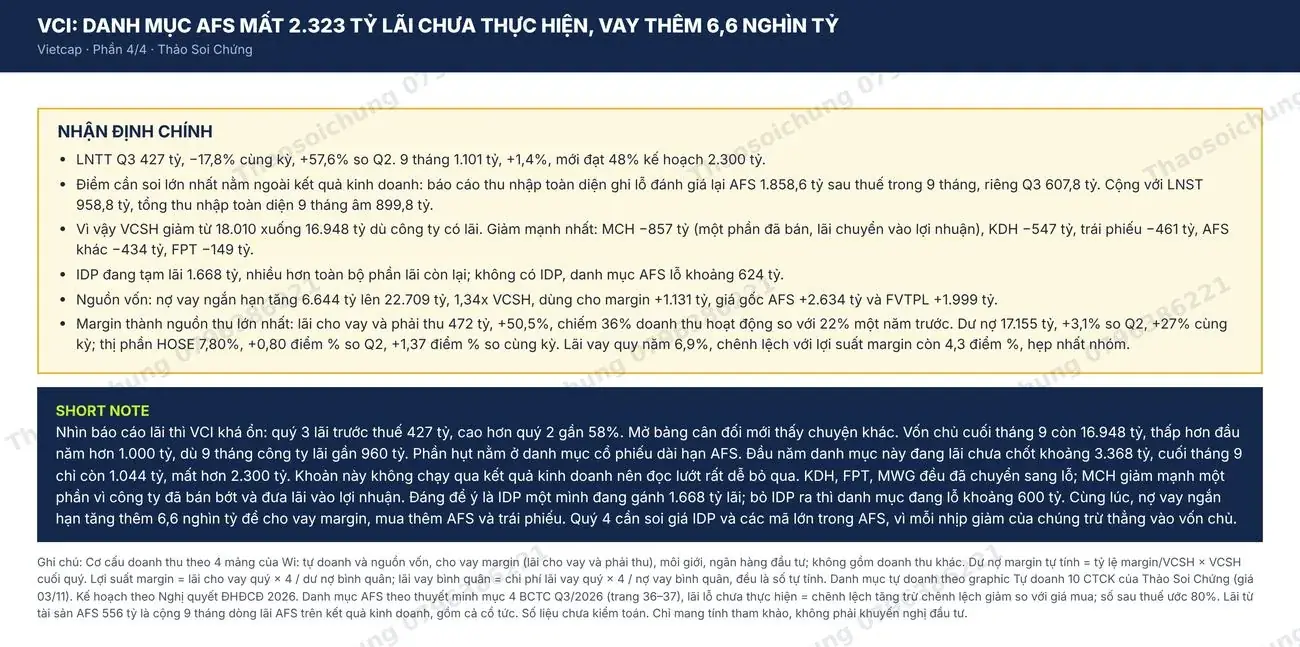 VCI: DANH MỤC AFS MẤT 2.323 TỶ LÃI CHƯA THỰC HIỆN, VAY THÊM 6,6 NGHÌN TỶ
Vietcap · Phần 4/4 · Thảo Soi Chứng
NHẬN ĐỊNH CHÍNH
• LNTT Q3 427 tỷ, −17,8% cùng kỳ, +57,6% so Q2. 9 tháng 1.101 tỷ, +1,4%, mới đạt 48% kế hoạch 2.300 tỷ.
• Điểm cần soi lớn nhất nằm ngoài kết quả kinh doanh: báo cáo thu nhập toàn diện ghi lỗ đánh giá lại AFS 1.858,6 tỷ sau thuế trong 9 tháng, riêng Q3 607,8 tỷ. Cộng với LNST
958,8 tỷ, tổng thu nhập toàn diện 9 tháng âm 899,8 tỷ.
• Vì vậy VCSH giảm từ 18.010 xuống 16.948 tỷ dù công ty có lãi. Giảm mạnh nhất: MCH −857 tỷ (một phần đã bán, lãi chuyển vào lợi nhuận), KDH −547 tỷ, trái phiếu −461 tỷ, AFS
khác −434 tỷ, FPT −149 tỷ.
• IDP đang tạm lãi 1.668 tỷ, nhiều hơn toàn bộ phần lãi còn lại; không có IDP, danh mục AFS lỗ khoảng 624 tỷ.
• Nguồn vốn: nợ vay ngắn hạn tăng 6.644 tỷ lên 22.709 tỷ, 1,34x VCSH, dùng cho margin +1.131 tỷ, giá gốc AFS +2.634 tỷ và FVTPL +1.999 tỷ.
• Margin thành nguồn thu lớn nhất: lãi cho vay và phải thu 472 tỷ, +50,5%, chiếm 36% doanh thu hoạt động so với 22% một năm trước. Dư nợ 17.155 tỷ, +3,1% so Q2, +27% cùng
kỳ; thị phần HOSE 7,80%, +0,80 điểm % so Q2, +1,37 điểm % so cùng kỳ. Lãi vay quy năm 6,9%, chênh lệch với lợi suất margin còn 4,3 điểm %, hẹp nhất nhóm.
SHORT NOTE
Nhìn báo cáo lãi thì VCI khá ổn: quý 3 lãi trước thuế 427 tỷ, cao hơn quý 2 gần 58%. Mở bảng cân đối mới thấy chuyện khác. Vốn chủ cuối tháng 9 còn 16.948 tỷ, thấp hơn đầu
năm hơn 1.000 tỷ, dù 9 tháng công ty lãi gần 960 tỷ. Phần hụt nằm ở danh mục cổ phiếu dài hạn AFS. Đầu năm danh mục này đang lãi chưa chốt khoảng 3.368 tỷ, cuối tháng 9
chỉ còn 1.044 tỷ, mất hơn 2.300 tỷ. Khoản này không chạy qua kết quả kinh doanh nên đọc lướt rất dễ bỏ qua. KDH, FPT, MWG đều đã chuyển sang lỗ; MCH giảm mạnh một
phần vì công ty đã bán bớt và đưa lãi vào lợi nhuận. Đáng để ý là IDP một mình đang gánh 1.668 tỷ lãi; bỏ IDP ra thì danh mục đang lỗ khoảng 600 tỷ. Cùng lúc, nợ vay ngắn
hạn tăng thêm 6,6 nghìn tỷ để cho vay margin, mua thêm AFS và trái phiếu. Quý 4 cần soi giá IDP và các mã lớn trong AFS, vì mỗi nhịp giảm của chúng trừ thẳng vào vốn chủ.
Ghi chú: Cơ cấu doanh thu theo 4 mảng của Wi: tự doanh và nguồn vốn, cho vay margin (lãi cho vay và phải thu), môi giới, ngân hàng đầu tư; không gồm doanh thu khác. Dư nợ margin tự tính = tỷ lệ margin/VCSH × VCSH
cuối quý. Lợi suất margin = lãi cho vay quý × 4 / dư nợ bình quân; lãi vay bình quân = chi phí lãi vay quý × 4 / nợ vay bình quân, đều là số tự tính. Danh mục tự doanh theo graphic Tự doanh 10 CTCK của Thảo Soi Chứng (giá
03/11). Kế hoạch theo Nghị quyết ĐHĐCĐ 2026. Danh mục AFS theo thuyết minh mục 4 BCTC Q3/2026 (trang 36–37), lãi lỗ chưa thực hiện = chênh lệch tăng trừ chênh lệch giảm so với giá mua; số sau thuế ước 80%. Lãi từ
tài sản AFS 556 tỷ là cộng 9 tháng dòng lãi AFS trên kết quả kinh doanh, gồm cả cổ tức. Số liệu chưa kiểm toán. Chỉ mang tính tham khảo, không phải khuyến nghị đầu tư.
Thaosoichung 0796386221